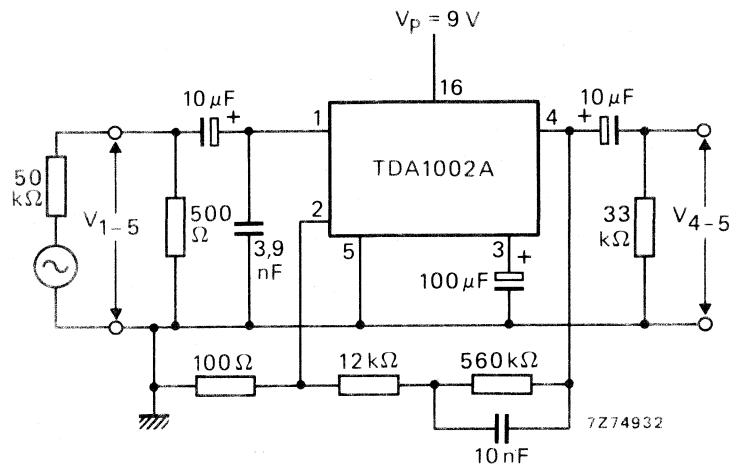 Vp = 9 V
10 μF
+
1
16
4
+
10 μF
TDA1002A
50
kΩ
V1–5
500
Ω
3,9
nF
2
5
3
+
100 μF
33
kΩ
V4-5
100 Ω
12 kΩ
560 kΩ
10 nF
7Z74932